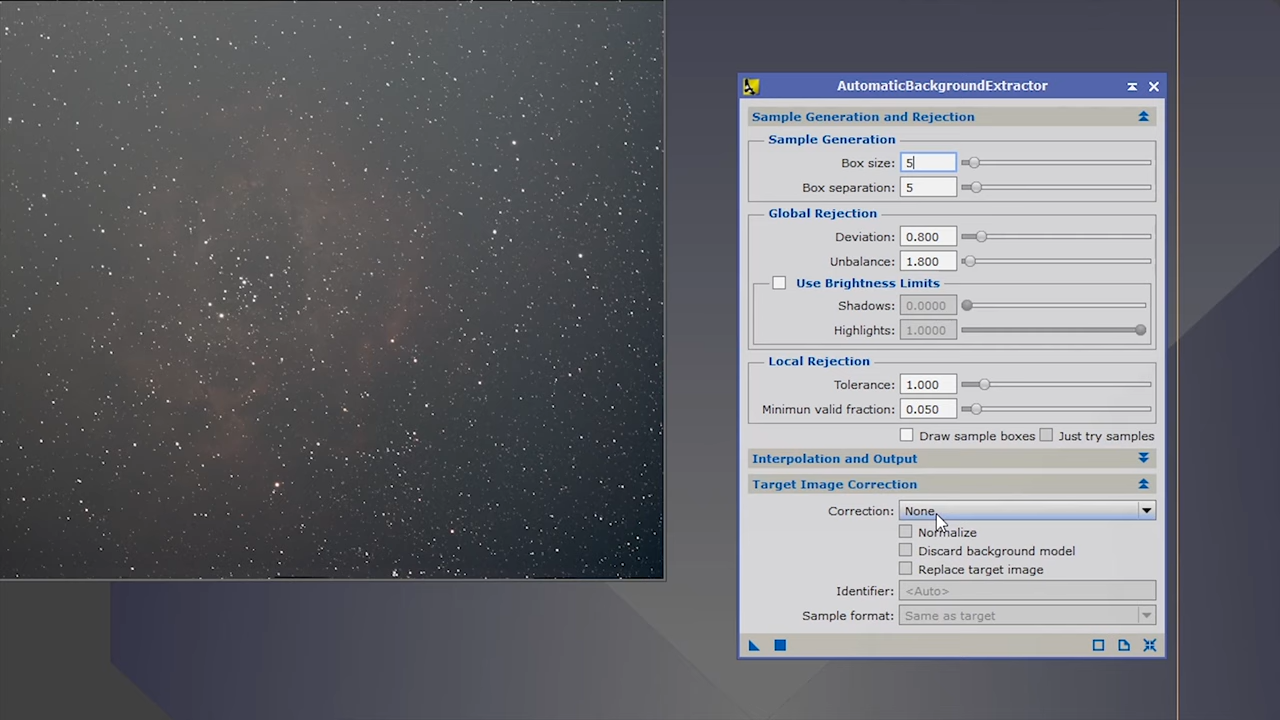 AutomaticBackgroundExtractor
Sample Generation and Rejection
Sample Generation
Box size: 5
Box separation: 5
Global Rejection
Deviation: 0.800
Unbalance: 1.800
Use Brightness Limits
Shadows: 0.0000
Highlights: 1.0000
Local Rejection
Tolerance: 1.000
Minimun valid fraction: 0.050
Draw sample boxes Just try samples
Interpolation and Output
Target Image Correction
Correction: None
Normalize
Discard background model
Replace target image
Identifier: <Auto>
Sample format: Same as target